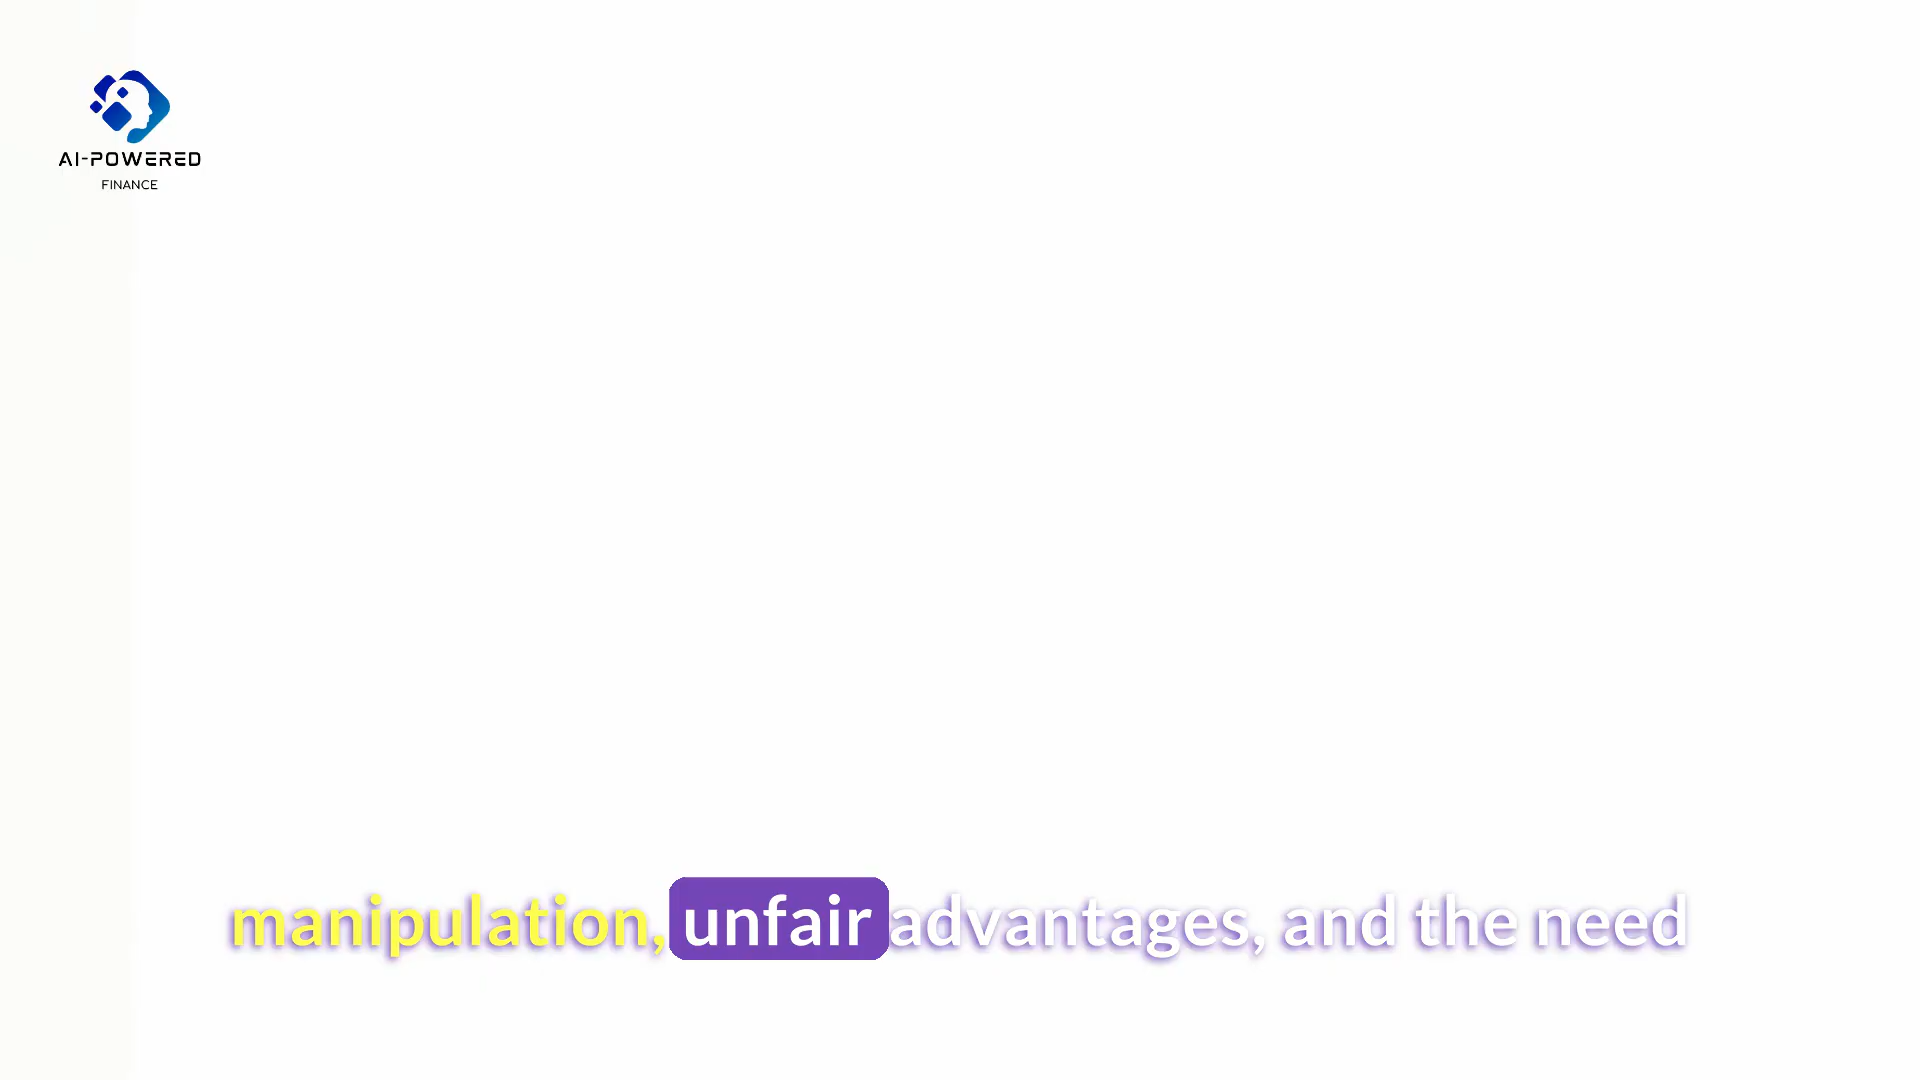 AI-POWERED
FINANCE
manipulation, unfair advantages, and the need